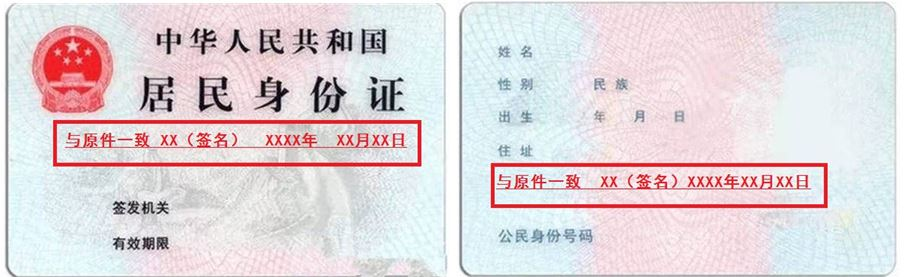 中华人民共和国
居民身份证
与原件一致 XX（签名） XXXX年 XX月XX日
签发机关
有效期限
姓名
性别 民族
出生 年 月 日
住址
与原件一致 XX（签名）XXXX年XX月XX日
公民身份号码